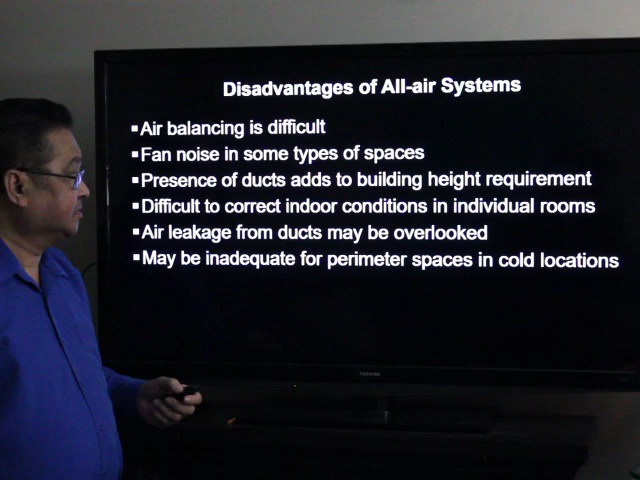 Disadvantages of All-air Systems
▪Air balancing is difficult
▪Fan noise in some types of spaces
▪Presence of ducts adds to building height requirement
▪Difficult to correct indoor conditions in individual rooms
▪Air leakage from ducts may be overlooked
▪May be inadequate for perimeter spaces in cold locations
TOSHIBA